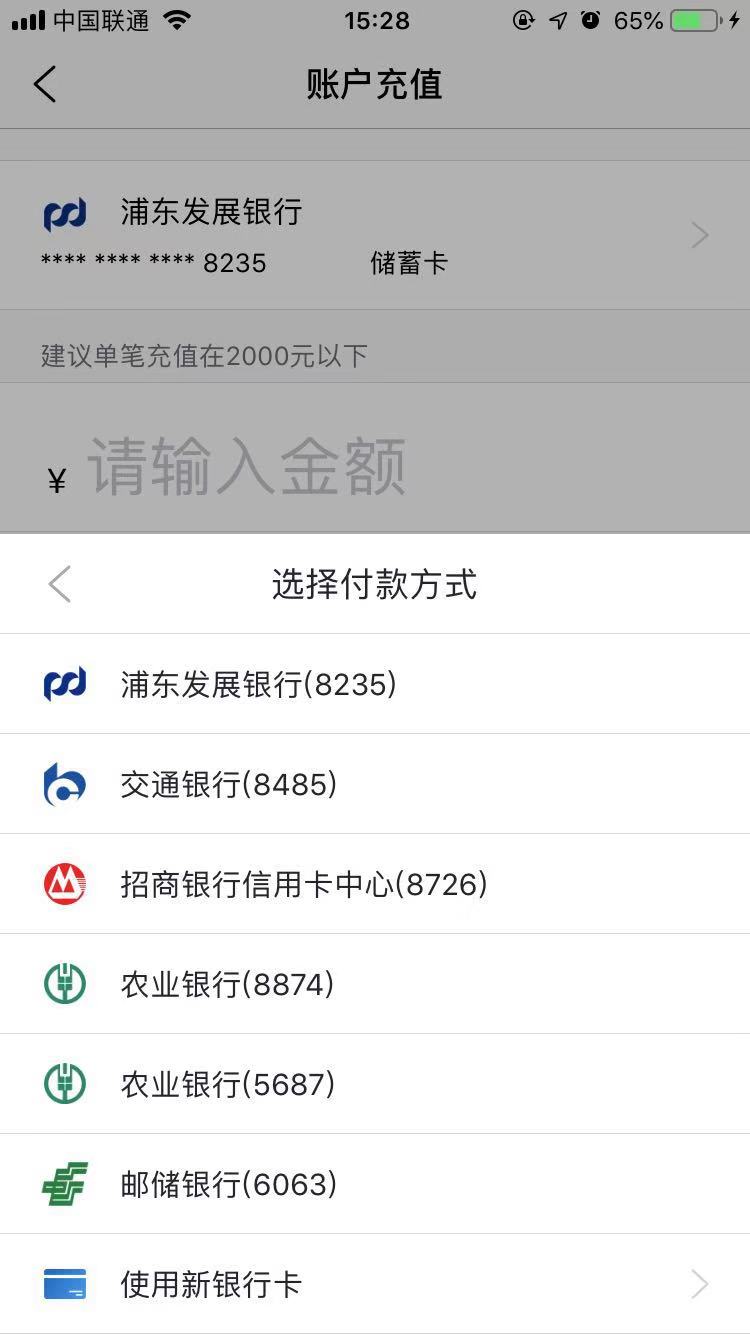 中国联通 15:28 65%
账户充值
浦东发展银行
**** **** **** 8235 储蓄卡
建议单笔充值在2000元以下
¥ 请输入金额
选择付款方式
浦东发展银行(8235)
交通银行(8485)
招商银行信用卡中心(8726)
农业银行(8874)
农业银行(5687)
邮储银行(6063)
使用新银行卡